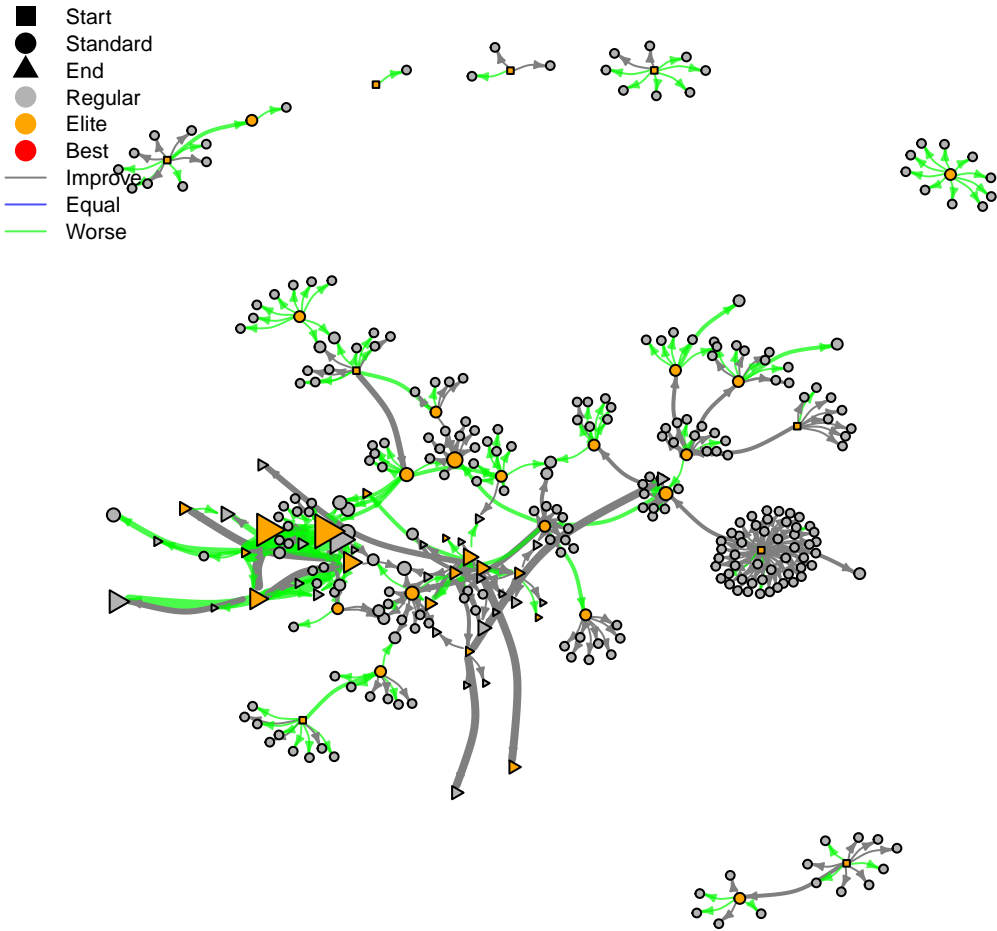 Start
Standard
End
Regular
Elite
Best
Improve
Equal
Worse